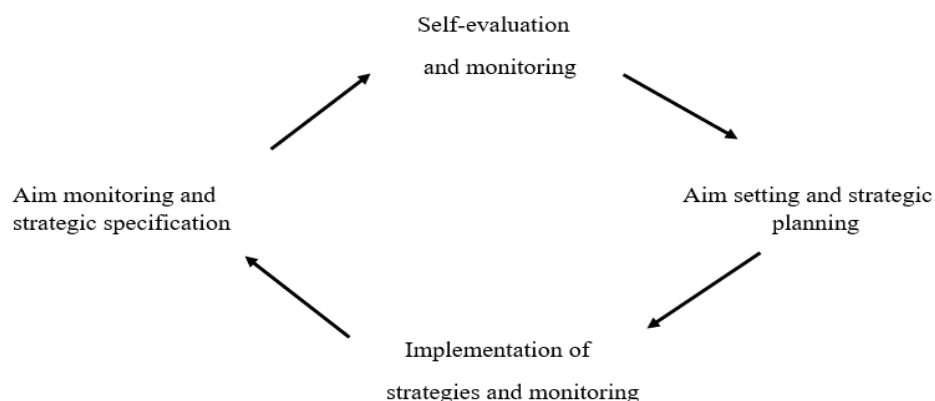 Self-evaluation
and monitoring
Aim monitoring and
strategic specification
Aim setting and strategic
planning
Implementation of
strategies and monitoring